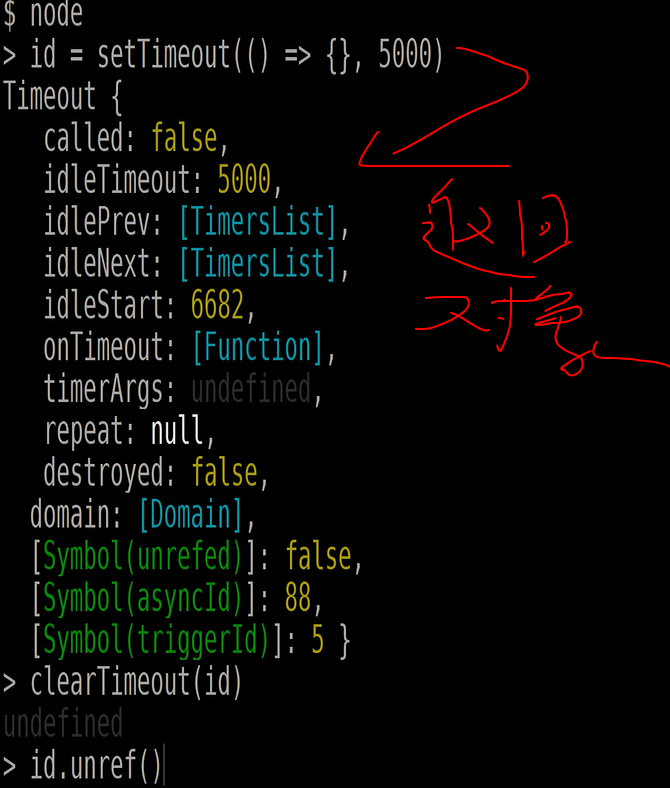 $ node
> id = setTimeout(() => {}, 5000)
Timeout {
called: false,
idleTimeout: 5000,
idlePrev: [TimersList],
返回
idleNext: [TimersList],
idleStart: 6682,
对象
onTimeout: [Function],
timerArgs: undefined,
repeat: null,
destroyed: false,
domain: [Domain],
[Symbol(unrefed)]: false,
[Symbol(asyncId)]: 88,
[Symbol(triggerId)]: 5 }
> clearTimeout(id)
undefined
> id.unref()